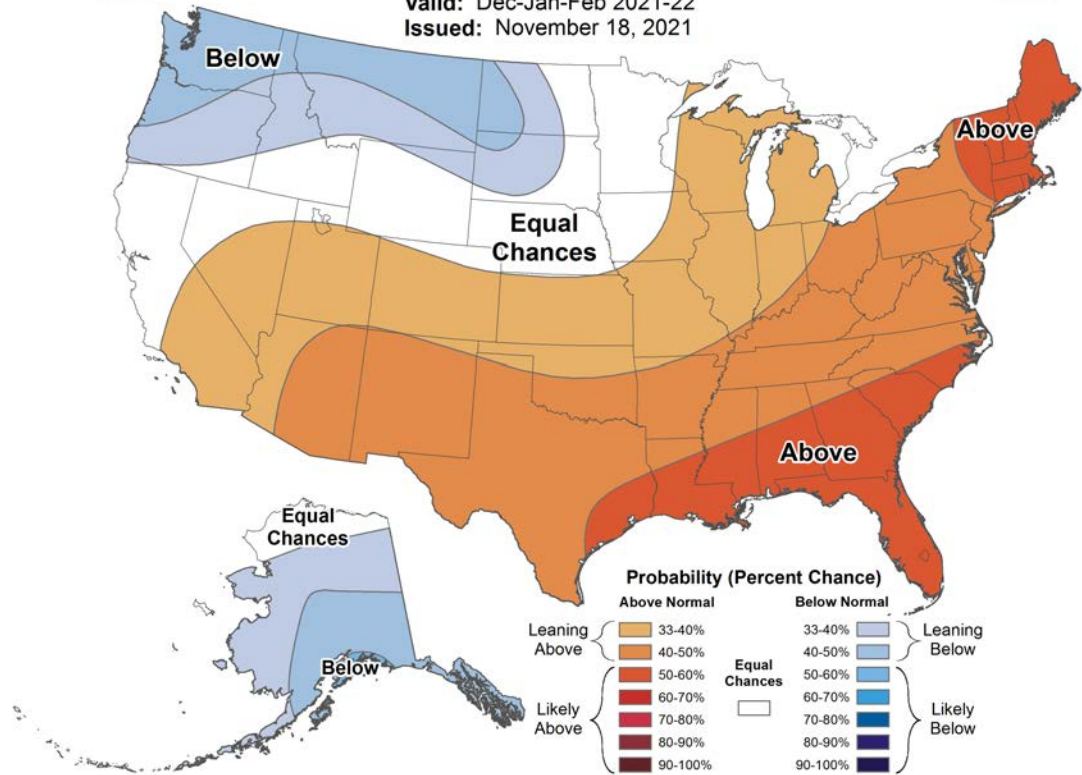 Valid: Dec-Jan-Feb 2021-22
Issued: November 18, 2021
Below
Above
Equal
Chances
Above
Equal
Chances
Below
Probability (Percent Chance)
Above Normal
Below Normal
Leaning
Above
33-40%
40-50%
Likely
Above
50-60%
60-70%
70-80%
80-90%
90-100%
Equal
Chances
33-40%
40-50%
Leaning
Below
50-60%
60-70%
70-80%
80-90%
90-100%
Likely
Below